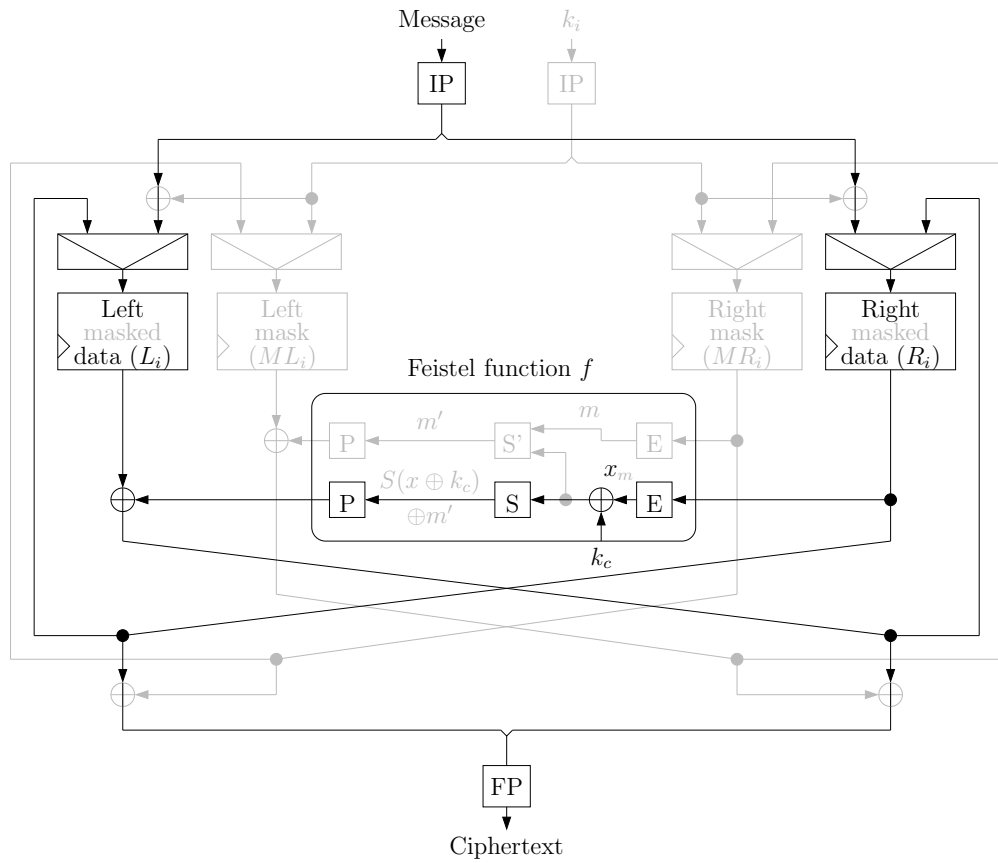 Message
k_i
IP
IP
Left
masked
data (L_i)
Left
mask
(ML_i)
Right
mask
(MR_i)
Right
masked
data (R_i)
Feistel function f
P
m'
S'
m
E
P
S(x ⊕ k_c)
⊕m'
S
x_m
E
k_c
FP
Ciphertext